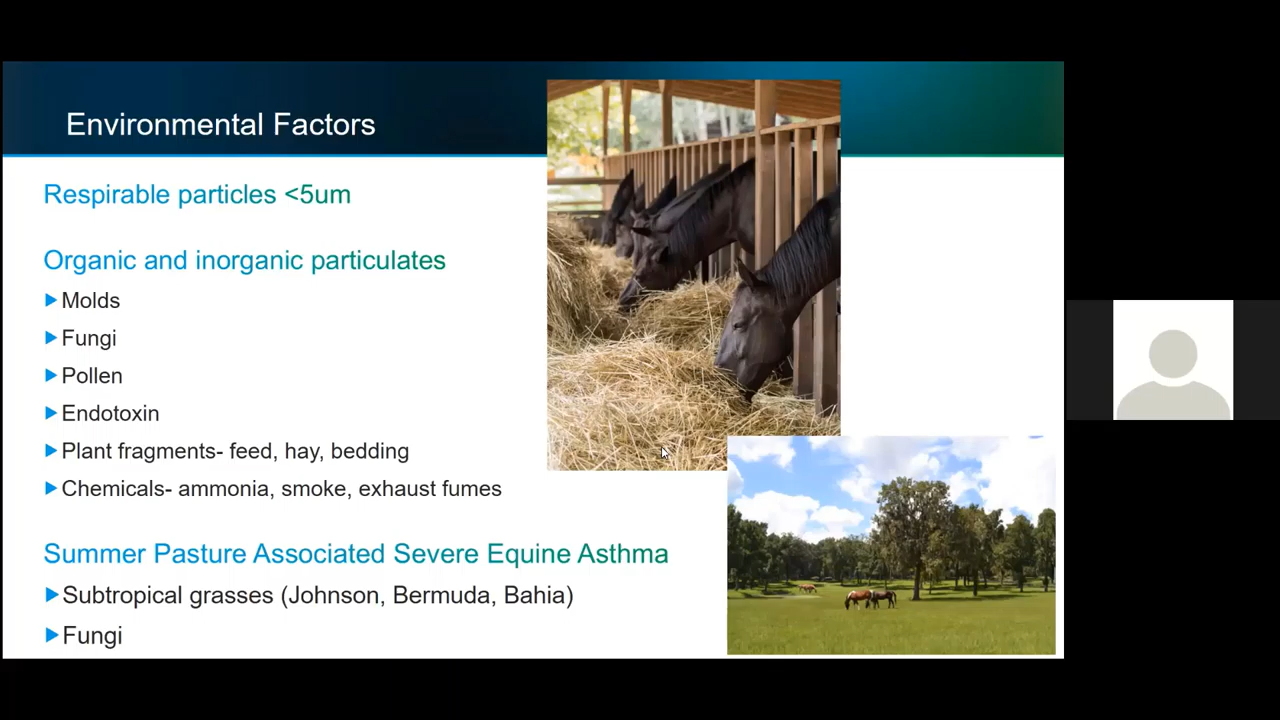 Environmental Factors
Respirable particles <5um
Organic and inorganic particulates
Molds
Fungi
Pollen
Endotoxin
Plant fragments- feed, hay, bedding
Chemicals- ammonia, smoke, exhaust fumes
Summer Pasture Associated Severe Equine Asthma
Subtropical grasses (Johnson, Bermuda, Bahia)
Fungi